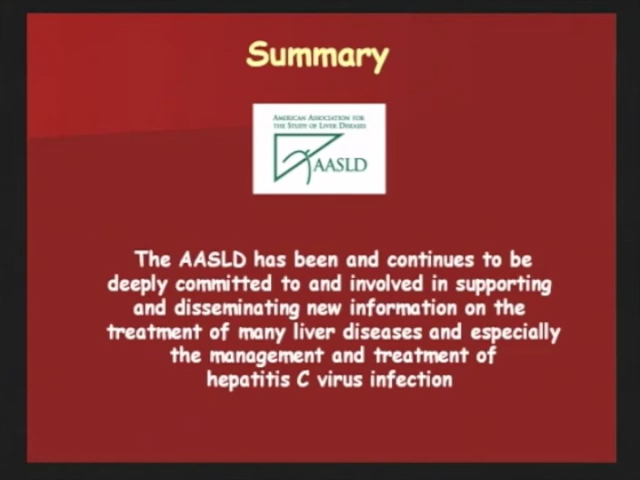 Summary
AMERICAN ASSOCIATION FOR
THE STUDY OF LIVER DISEASES
AASLD
The AASLD has been and continues to be
deeply committed to and involved in supporting
and disseminating new information on the
treatment of many liver diseases and especially
the management and treatment of
hepatitis C virus infection